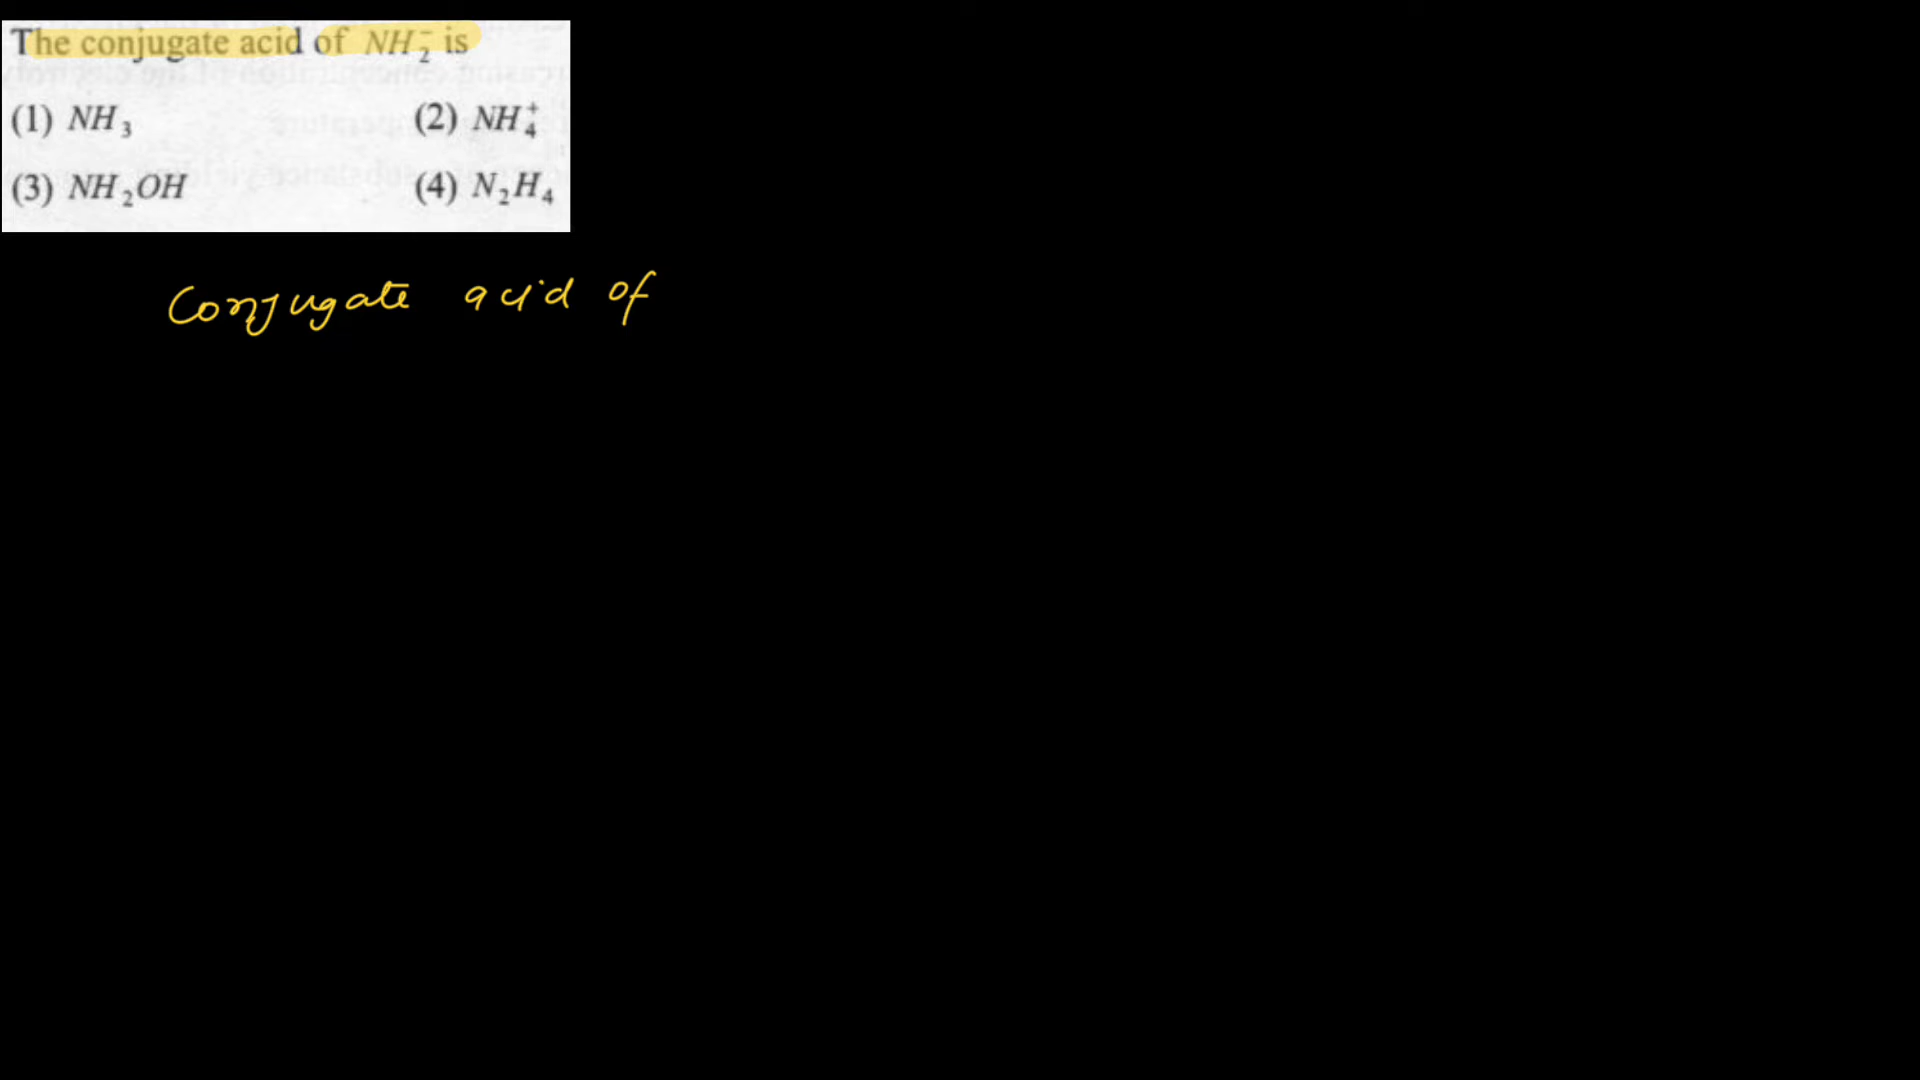 The conjugate acid of NH₂⁻ is
(1) NH₃ (2) NH₄⁺
(3) NH₂OH (4) N₂H₄
Conjugate acid of